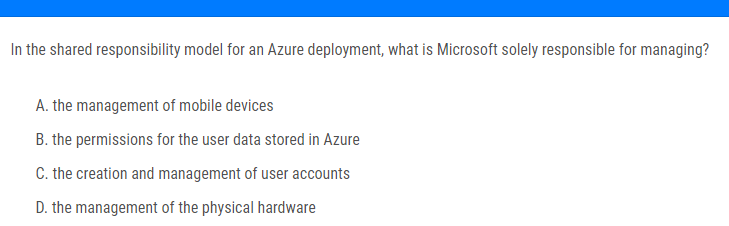 In the shared responsibility model for an Azure deployment, what is Microsoft solely responsible for managing?
A. the management of mobile devices
B. the permissions for the user data stored in Azure
C. the creation and management of user accounts
D. the management of the physical hardware